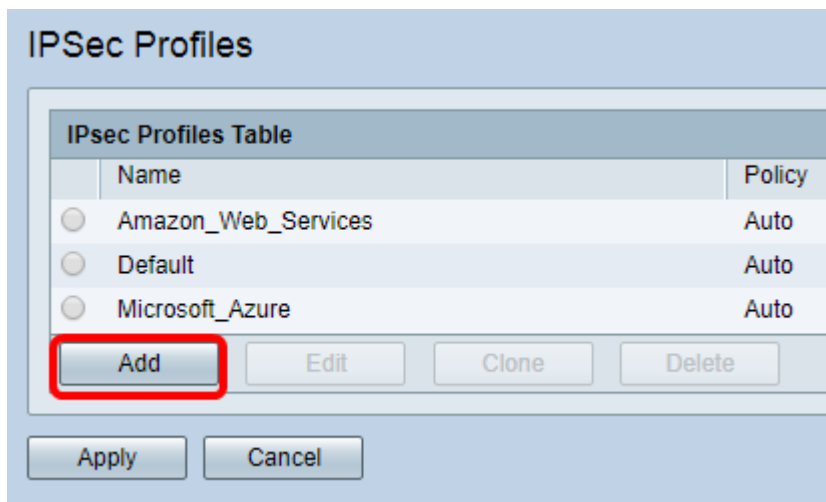 IPSec Profiles
IPsec Profiles Table
Name Policy
Amazon_Web_Services Auto
Default Auto
Microsoft_Azure Auto
Add Edit Clone Delete
Apply Cancel